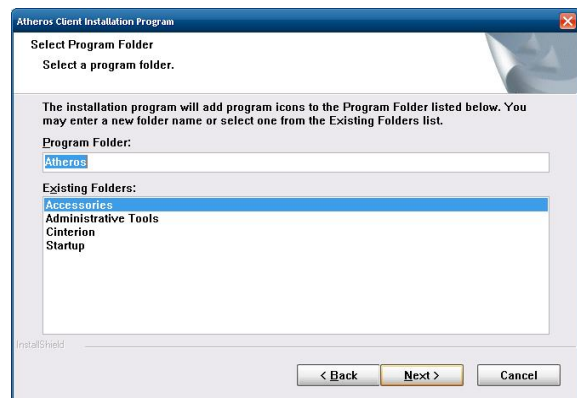 Atheros Client Installation Program
Select Program Folder
Select a program folder.
The installation program will add program icons to the Program Folder listed below. You
may enter a new folder name or select one from the Existing Folders list.
Program Folder:
Atheros
Existing Folders:
Accessories
Administrative Tools
Cinterion
Startup
InstallShield
< Back
Next >
Cancel